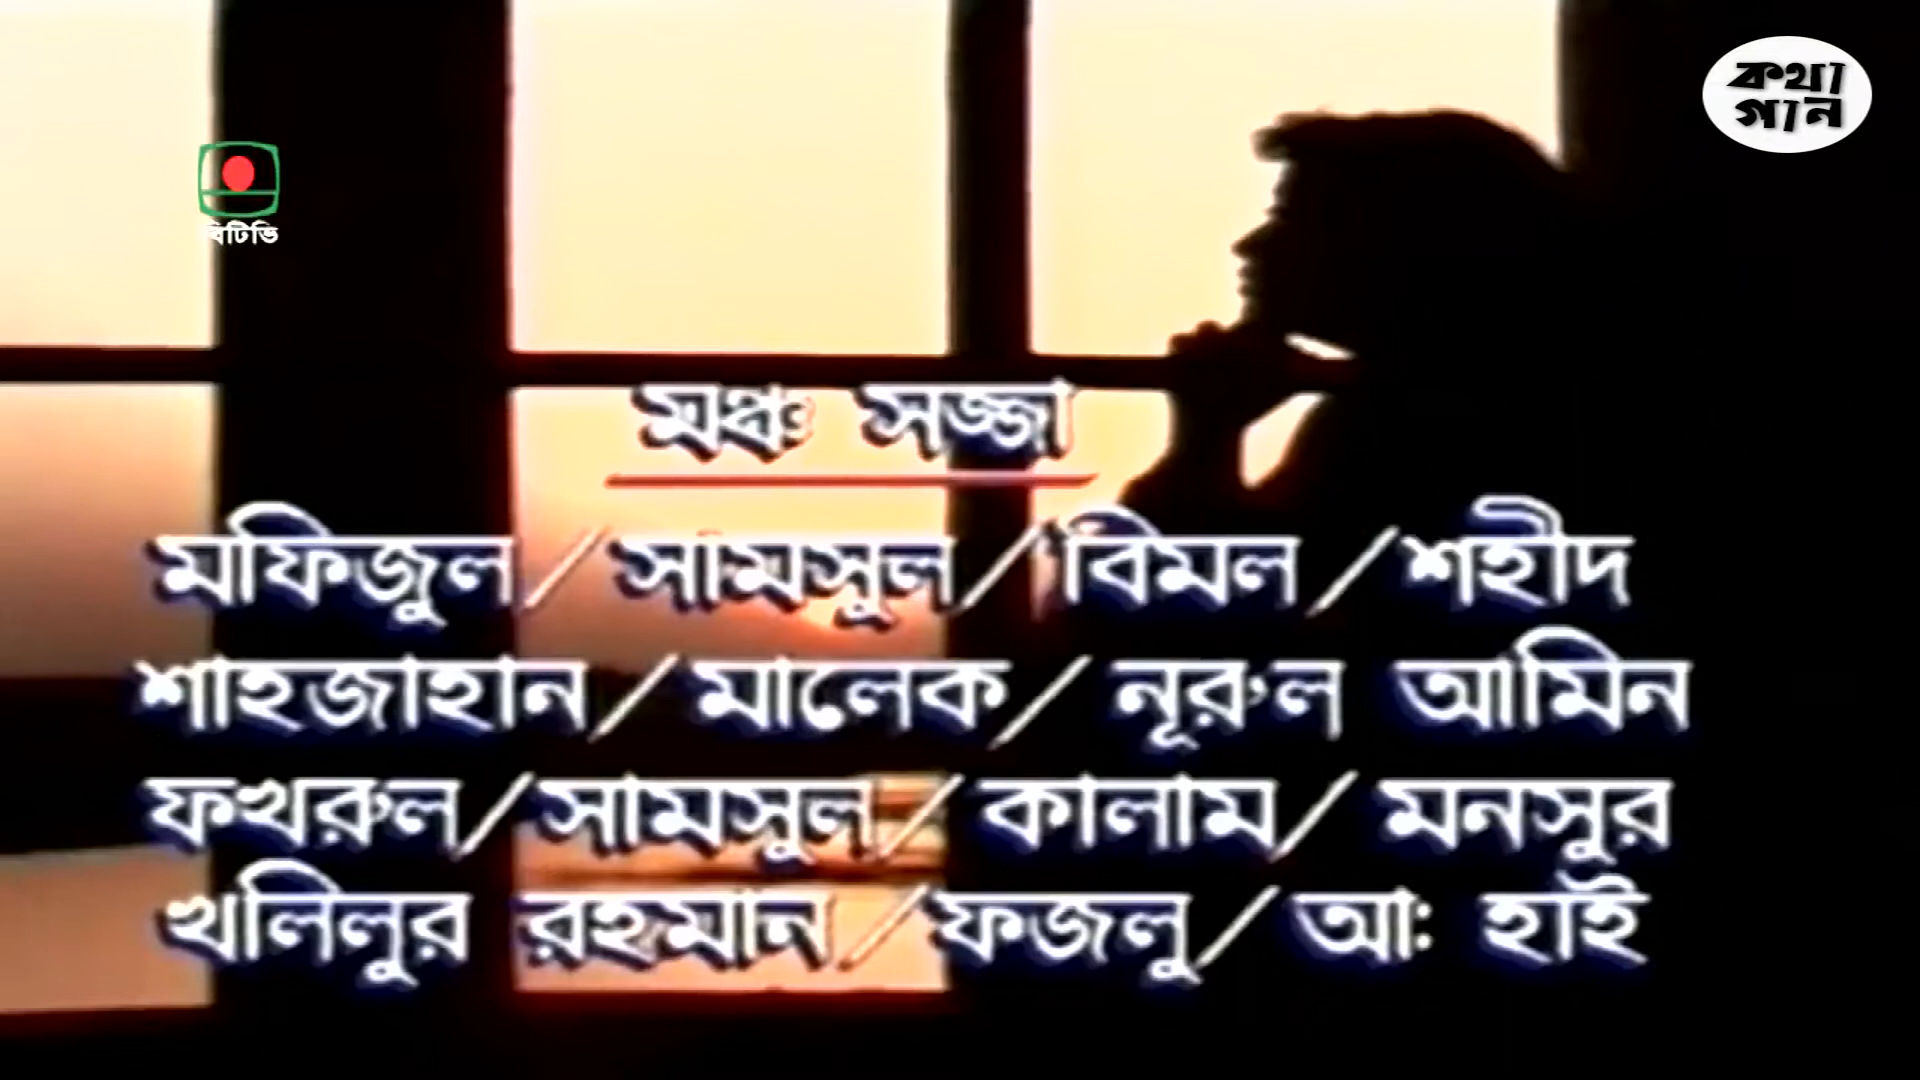 কথা
গান
বিটিভি
মঞ্চ সজ্জা
মফিজুল/সামসুল/বিমল/শহীদ
শাহজাহান/মালেক/নূরুল আমিন
ফখরুল/সামসুল/কালাম/মনসুর
খলিলুর রহমান/ফজলু/আঃ হাই